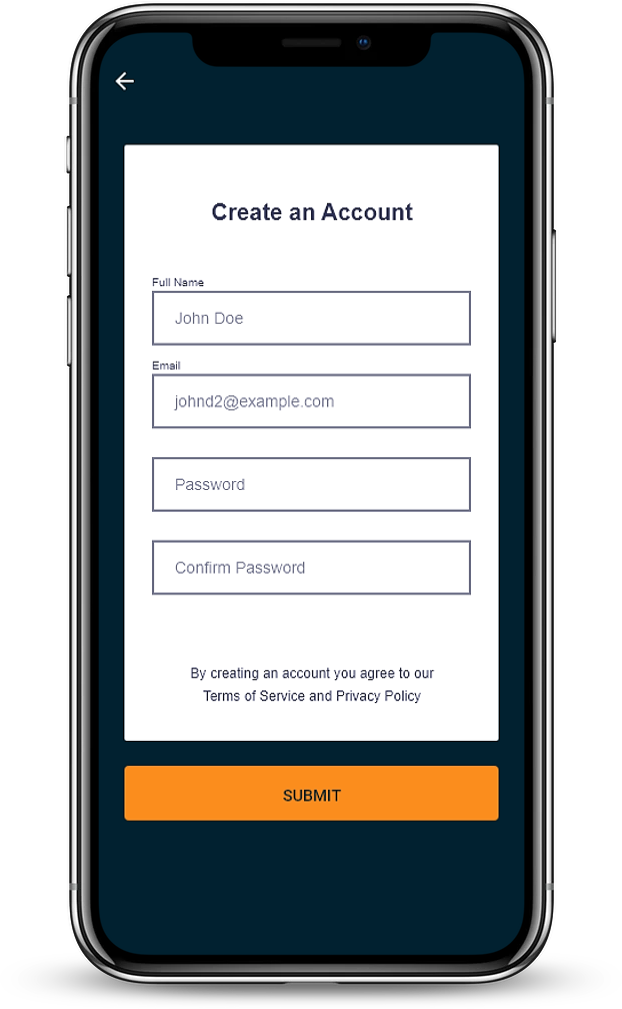 Create an Account
Full Name
John Doe
Email
johnd2@example.com
Password
Confirm Password
By creating an account you agree to our
Terms of Service and Privacy Policy
SUBMIT